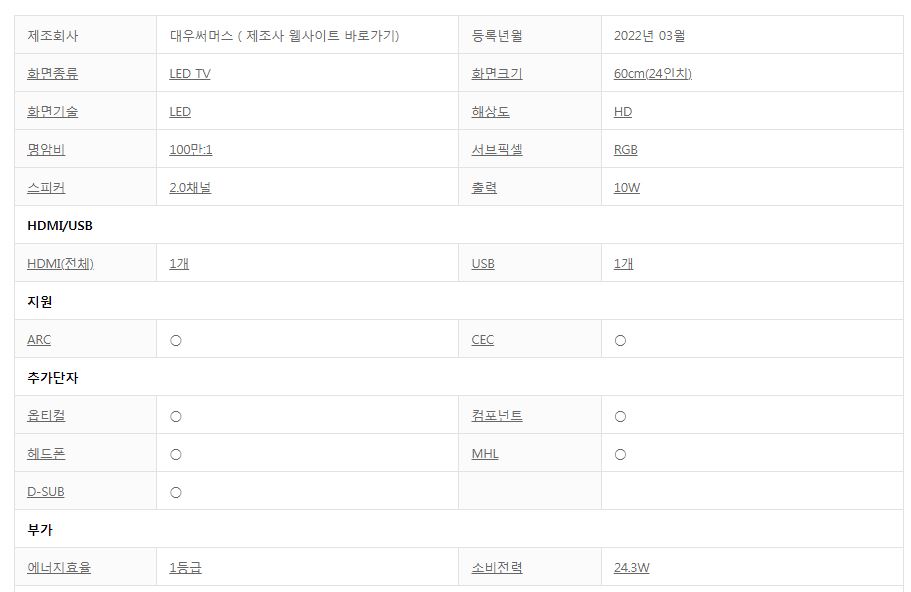 제조회사 대우써머스 ( 제조사 웹사이트 바로가기) 등록년월 2022년 03월
화면종류 LED TV 화면크기 60cm(24인치)
화면기술 LED 해상도 HD
명암비 100만:1 서브픽셀 RGB
스피커 2.0채널 출력 10W
HDMI/USB
HDMI(전체) 1개 USB 1개
지원
ARC ○ CEC ○
추가단자
옵티컬 ○ 컴포넌트 ○
헤드폰 ○ MHL ○
D-SUB ○
부가
에너지효율 1등급 소비전력 24.3W